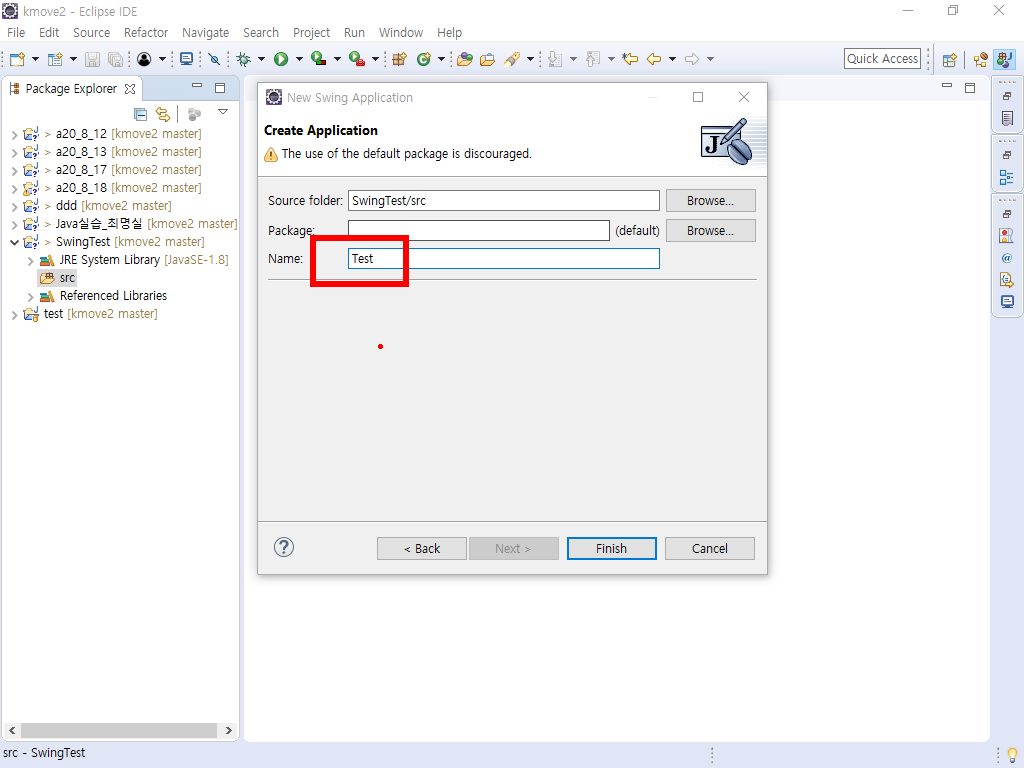 kmove2 - Eclipse IDE
File Edit Source Refactor Navigate Search Project Run Window Help
Quick Access
Package Explorer
> a20_8_12 [kmove2 master]
> a20_8_13 [kmove2 master]
> a20_8_17 [kmove2 master]
> a20_8_18 [kmove2 master]
> ddd [kmove2 master]
> Java실습_최명실 [kmove2 master]
> SwingTest [kmove2 master]
JRE System Library [JavaSE-1.8]
src
Referenced Libraries
test [kmove2 master]
New Swing Application
Create Application
The use of the default package is discouraged.
Source folder: SwingTest/src Browse...
Package: (default) Browse...
Name: Test
< Back Next > Finish Cancel
src - SwingTest